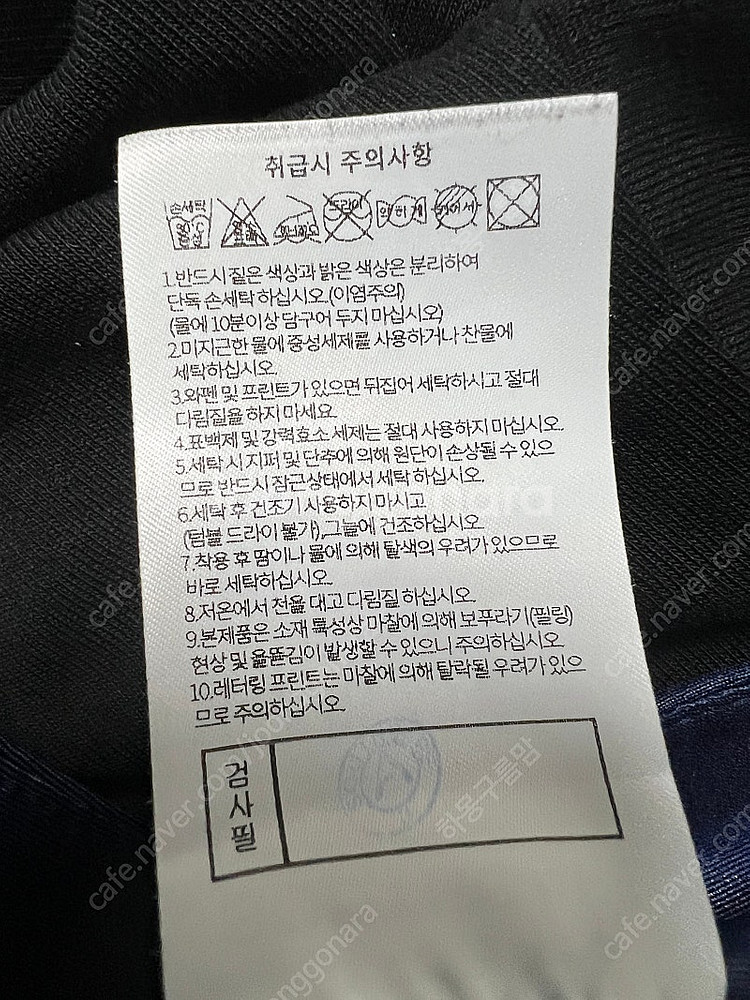 취급시 주의사항
손세탁
30°C
중성
드라이
뉘어서
1.반드시 짙은 색상과 밝은 색상은 분리하여
단독 손세탁 하십시오.(이염주의)
(물에 10분이상 담구어 두지 마십시오)
2.미지근한 물에 중성세제를 사용하거나 찬물에
세탁하십시오.
3.와펜 및 프린트가 있으면 뒤집어 세탁하시고 절대
다림질을 하지 마세요.
4.표백제 및 강력효소 세제는 절대 사용하지 마십시오.
5.세탁 시 지퍼 및 단추에 의해 원단이 손상될 수 있으
므로 반드시 잠근상태에서 세탁 하십시오.
6.세탁 후 건조기 사용하지 마시고
(텀블 드라이 불가),그늘에 건조하십시오
7.착용 후 땀이나 물에 의해 탈색의 우려가 있으므로
바로 세탁하십시오.
8.저온에서 천을 대고 다림질 하십시오.
9.본제품은 소재 특성상 마찰에 의해 보푸라기(필링)
현상 및 올뜯김이 발생할 수 있으니 주의하십시오.
10.레터링 프린트는 마찰에 의해 탈락될 우려가 있으
므로 주의하십시오.
검사필
하몽구름맘
cafe.naver.com/joonggonara